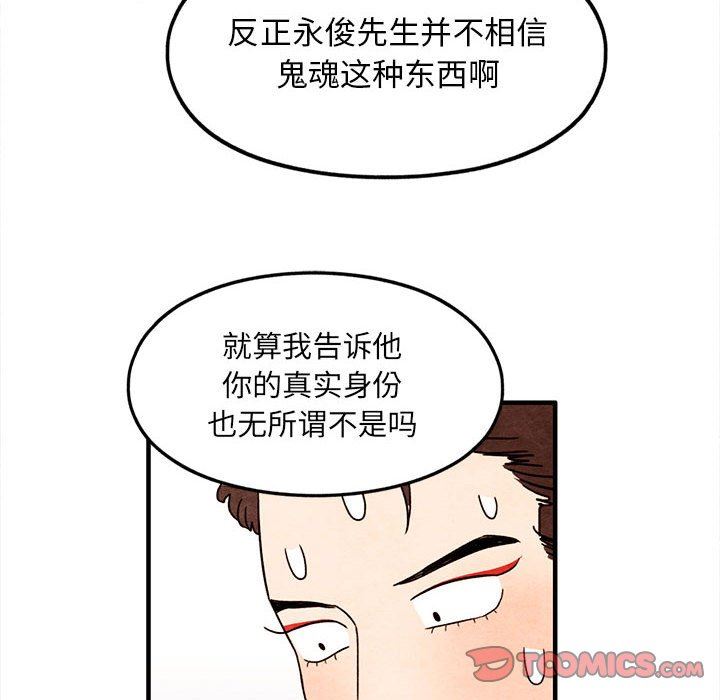 反正永俊先生并不相信
鬼魂这种东西啊
就算我告诉他
你的真实身份
也无所谓不是吗
TOOMICS.COM